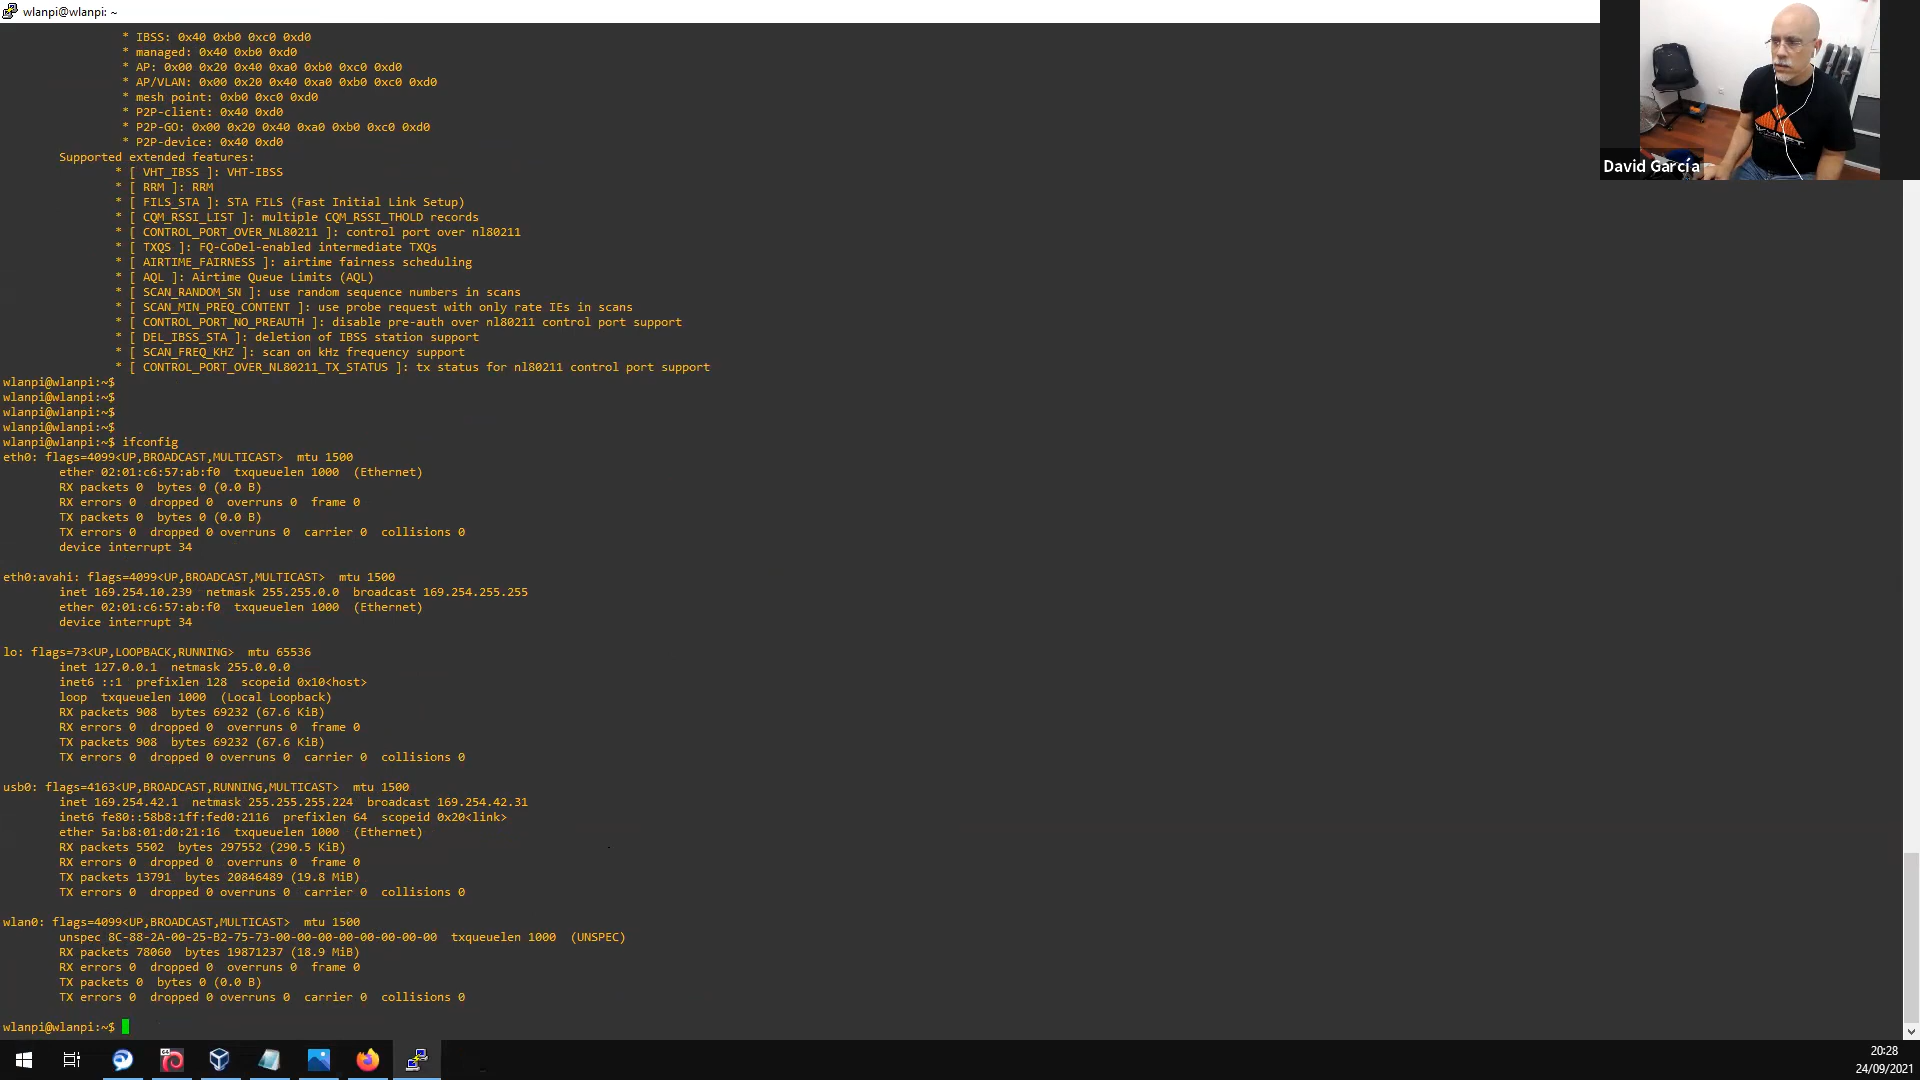 wlanpi@wlanpi: ~
* IBSS: 0x40 0xb0 0xc0 0xd0
* managed: 0x40 0xb0 0xd0
* AP: 0x00 0x20 0x40 0xa0 0xb0 0xc0 0xd0
* AP/VLAN: 0x00 0x20 0x40 0xa0 0xb0 0xc0 0xd0
* mesh point: 0xb0 0xc0 0xd0
* P2P-client: 0x40 0xd0
* P2P-GO: 0x00 0x20 0x40 0xa0 0xb0 0xc0 0xd0
* P2P-device: 0x40 0xd0
Supported extended features:
* [ VHT_IBSS ]: VHT-IBSS
* [ RRM ]: RRM
* [ FILS_STA ]: STA FILS (Fast Initial Link Setup)
* [ CQM_RSSI_LIST ]: multiple CQM_RSSI_THOLD records
* [ CONTROL_PORT_OVER_NL80211 ]: control port over nl80211
* [ TXQS ]: FQ-CoDel-enabled intermediate TXQs
* [ AIRTIME_FAIRNESS ]: airtime fairness scheduling
* [ AQL ]: Airtime Queue Limits (AQL)
* [ SCAN_RANDOM_SN ]: use random sequence numbers in scans
* [ SCAN_MIN_PREQ_CONTENT ]: use probe request with only rate IEs in scans
* [ CONTROL_PORT_NO_PREAUTH ]: disable pre-auth over nl80211 control port support
* [ DEL_IBSS_STA ]: deletion of IBSS station support
* [ SCAN_FREQ_KHZ ]: scan on kHz frequency support
* [ CONTROL_PORT_OVER_NL80211_TX_STATUS ]: tx status for nl80211 control port support
wlanpi@wlanpi:~$
wlanpi@wlanpi:~$
wlanpi@wlanpi:~$
wlanpi@wlanpi:~$
wlanpi@wlanpi:~$ ifconfig
eth0: flags=4099<UP,BROADCAST,MULTICAST>  mtu 1500
ether 02:01:c6:57:ab:f0  txqueuelen 1000  (Ethernet)
RX packets 0  bytes 0 (0.0 B)
RX errors 0  dropped 0  overruns 0  frame 0
TX packets 0  bytes 0 (0.0 B)
TX errors 0  dropped 0 overruns 0  carrier 0  collisions 0
device interrupt 34
eth0:avahi: flags=4099<UP,BROADCAST,MULTICAST>  mtu 1500
inet 169.254.10.239  netmask 255.255.0.0  broadcast 169.254.255.255
ether 02:01:c6:57:ab:f0  txqueuelen 1000  (Ethernet)
device interrupt 34
lo: flags=73<UP,LOOPBACK,RUNNING>  mtu 65536
inet 127.0.0.1  netmask 255.0.0.0
inet6 ::1  prefixlen 128  scopeid 0x10<host>
loop  txqueuelen 1000  (Local Loopback)
RX packets 908  bytes 69232 (67.6 KiB)
RX errors 0  dropped 0  overruns 0  frame 0
TX packets 908  bytes 69232 (67.6 KiB)
TX errors 0  dropped 0 overruns 0  carrier 0  collisions 0
usb0: flags=4163<UP,BROADCAST,RUNNING,MULTICAST>  mtu 1500
inet 169.254.42.1  netmask 255.255.255.224  broadcast 169.254.42.31
inet6 fe80::58b8:1ff:fed0:2116  prefixlen 64  scopeid 0x20<link>
ether 5a:b8:01:d0:21:16  txqueuelen 1000  (Ethernet)
RX packets 5502  bytes 297552 (290.5 KiB)
RX errors 0  dropped 0  overruns 0  frame 0
TX packets 13791  bytes 20846489 (19.8 MiB)
TX errors 0  dropped 0 overruns 0  carrier 0  collisions 0
wlan0: flags=4099<UP,BROADCAST,MULTICAST>  mtu 1500
unspec 8C-88-2A-00-25-B2-75-73-00-00-00-00-00-00-00-00  txqueuelen 1000  (UNSPEC)
RX packets 78060  bytes 19871237 (18.9 MiB)
RX errors 0  dropped 0  overruns 0  frame 0
TX packets 0  bytes 0 (0.0 B)
TX errors 0  dropped 0 overruns 0  carrier 0  collisions 0
wlanpi@wlanpi:~$
David García
20:28
24/09/2021